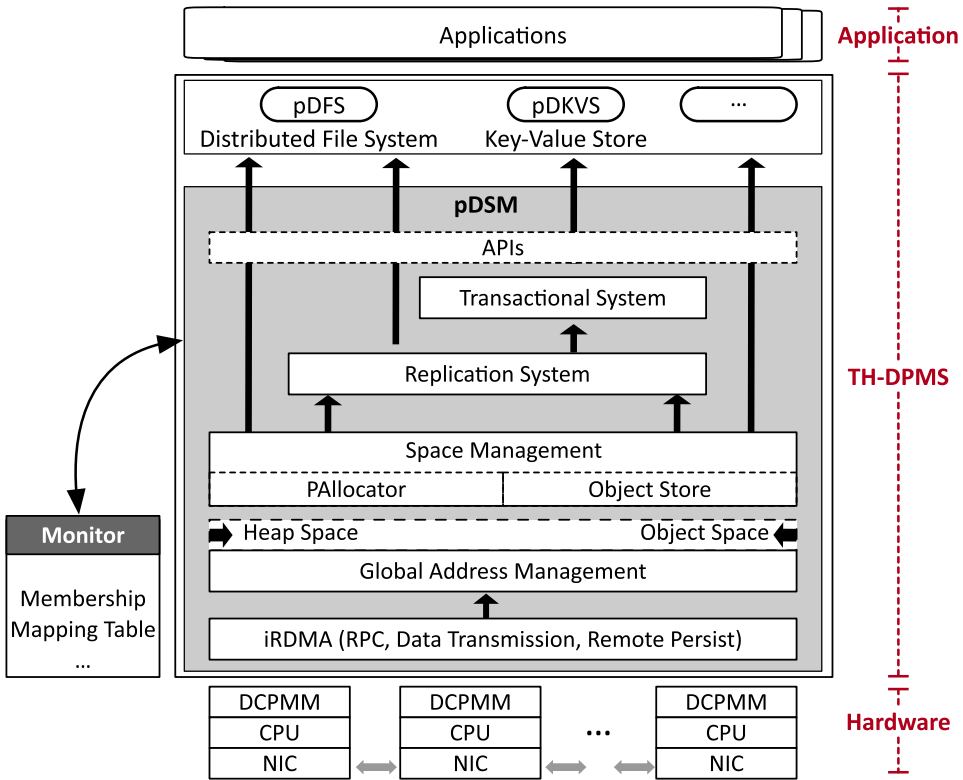 Applications
Application
pDFS
pDKVS
...
Distributed File System
Key-Value Store
pDSM
APIs
Transactional System
Replication System
TH-DPMS
Space Management
PAllocator
Object Store
Monitor
Heap Space
Object Space
Global Address Management
Membership
Mapping Table
...
iRDMA (RPC, Data Transmission, Remote Persist)
DCPMM
CPU
NIC
DCPMM
CPU
NIC
...
DCPMM
CPU
NIC
Hardware